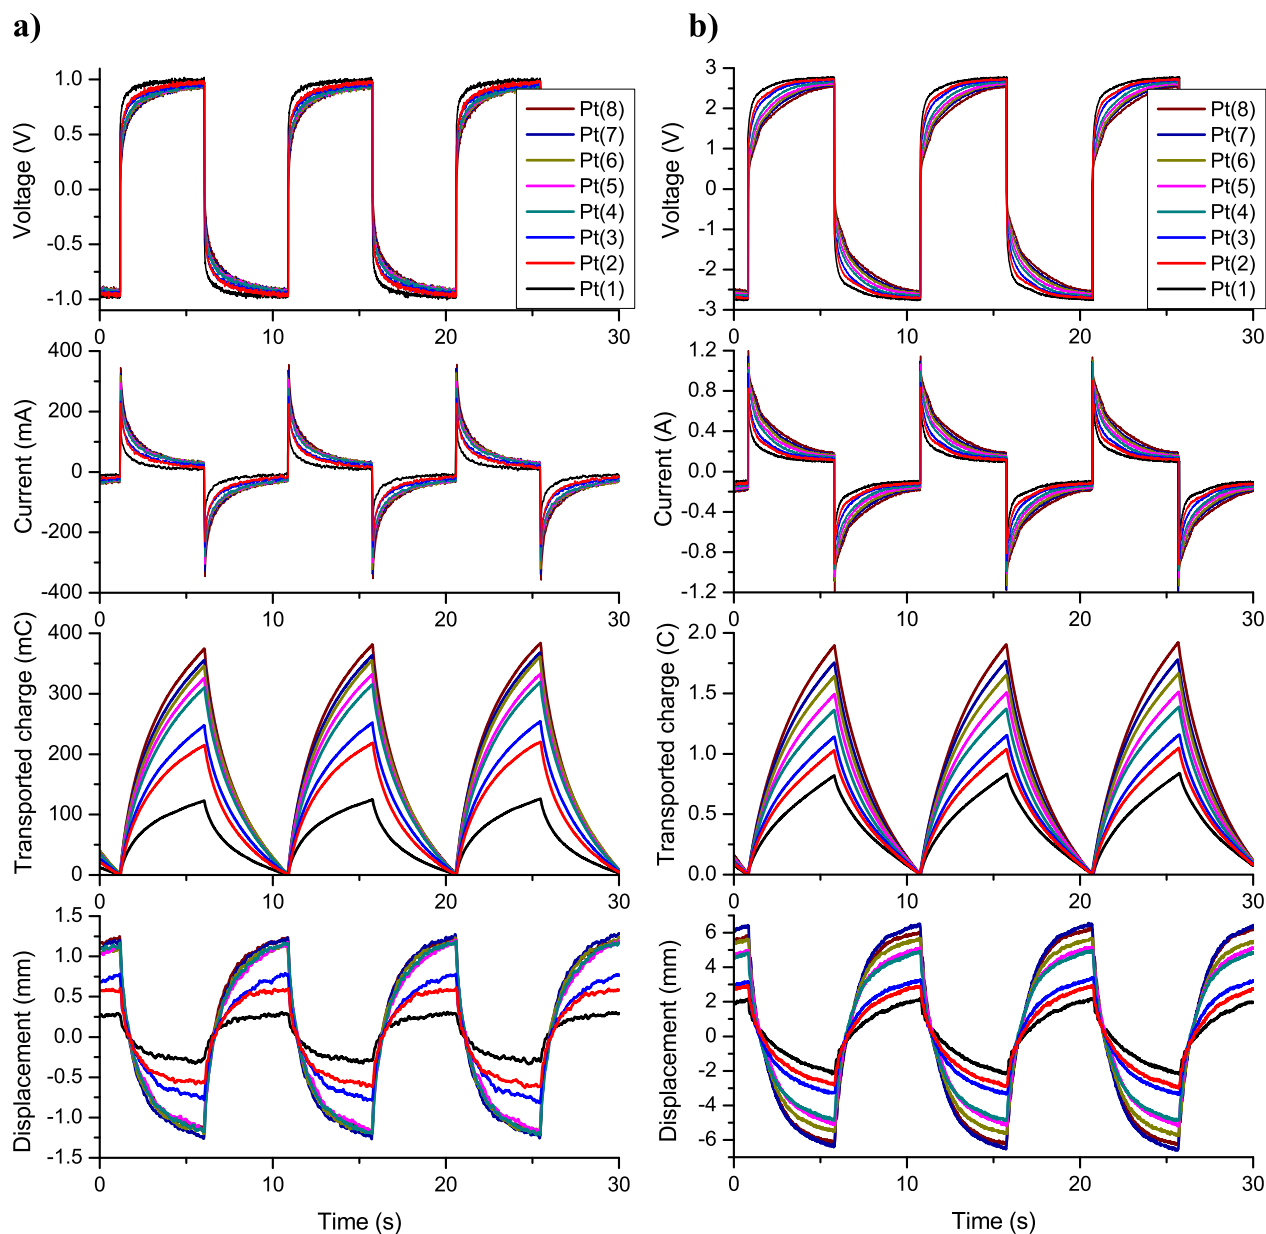 a)
b)
Voltage (V)
1.0
0.5
0.0
-0.5
-1.0
0
10
20
30
Pt(8)
Pt(7)
Pt(6)
Pt(5)
Pt(4)
Pt(3)
Pt(2)
Pt(1)
Voltage (V)
3
2
1
0
-1
-2
-3
0
10
20
30
Pt(8)
Pt(7)
Pt(6)
Pt(5)
Pt(4)
Pt(3)
Pt(2)
Pt(1)
Current (mA)
400
200
0
-200
-400
0
10
20
30
Current (A)
1.2
0.8
0.4
0.0
-0.4
-0.8
-1.2
0
10
20
30
Transported charge (mC)
400
300
200
100
0
0
10
20
30
Transported charge (C)
2.0
1.5
1.0
0.5
0.0
0
10
20
30
Displacement (mm)
1.5
1.0
0.5
0.0
-0.5
-1.0
-1.5
0
10
20
30
Time (s)
Displacement (mm)
6
4
2
0
-2
-4
-6
0
10
20
30
Time (s)